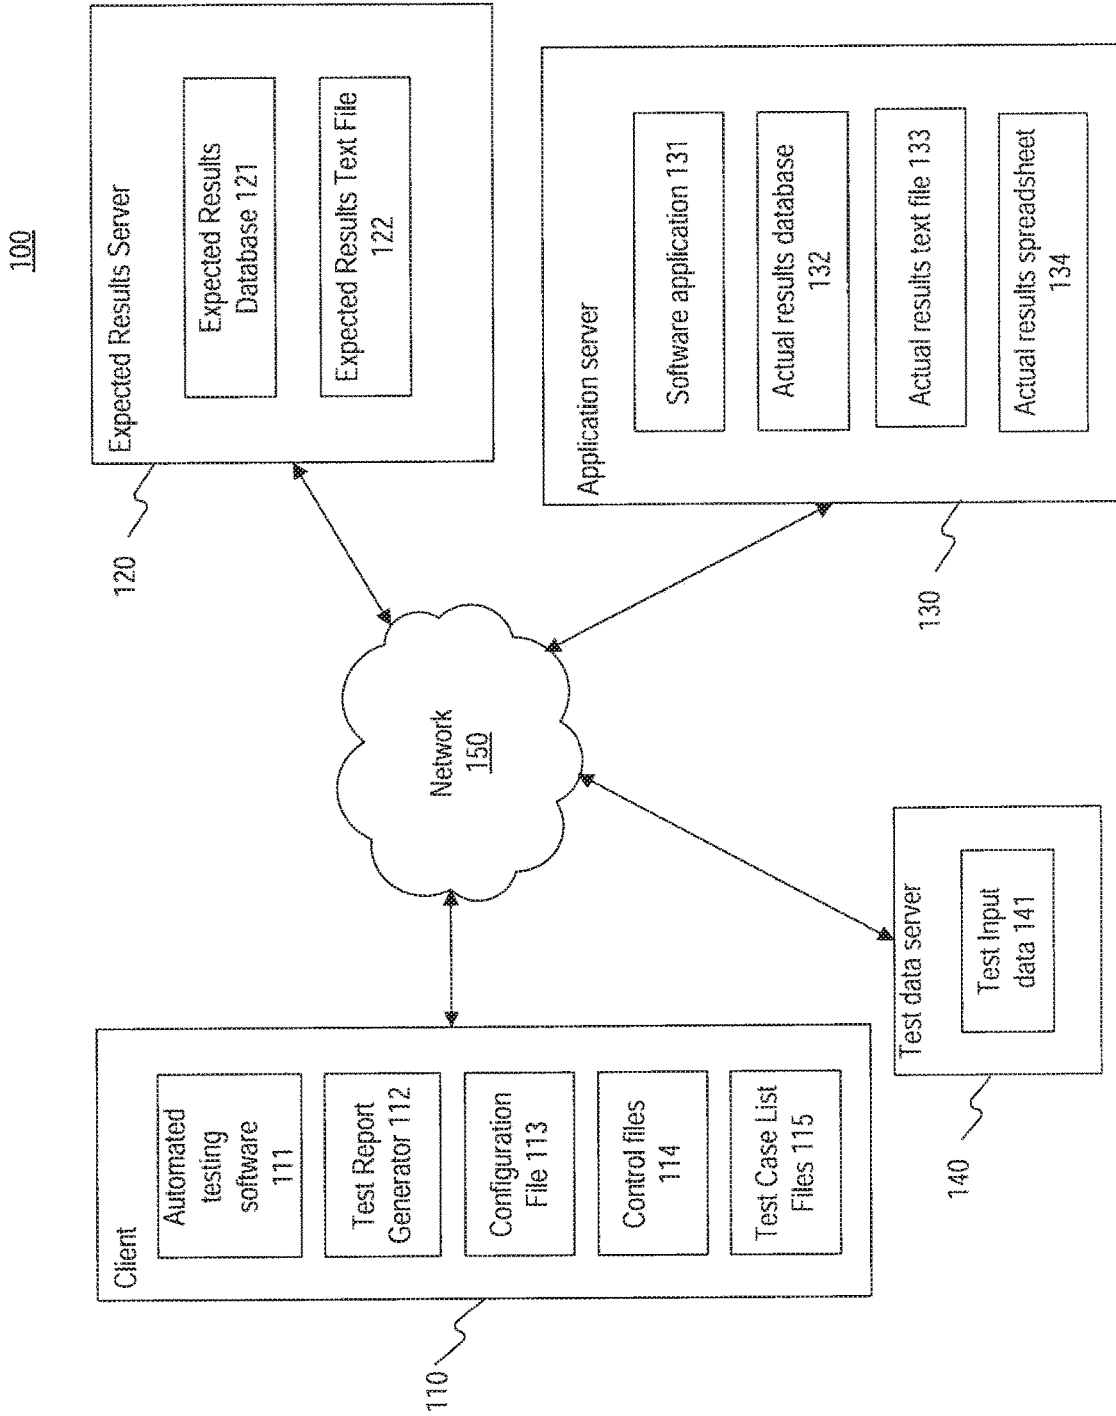 100
Client
Automated
testing
software
111
Test Report
Generator 112
Configuration
File 113
Control files
114
Test Case List
Files 115
110
Network
150
Expected Results Server
Expected Results
Database 121
Expected Results Text File
122
120
Application server
Software application 131
Actual results database
132
Actual results text file 133
Actual results spreadsheet
134
130
Test data server
Test Input
data 141
140